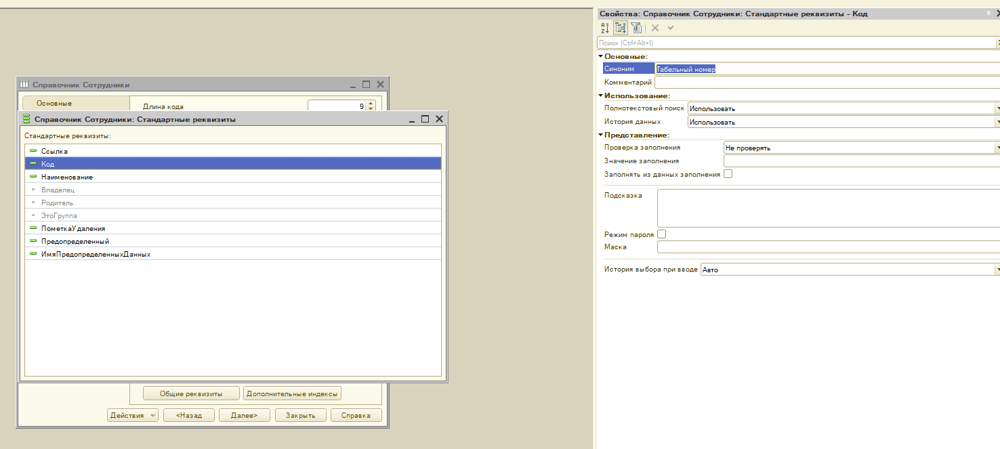 Свойства: Справочник Сотрудники: Стандартные реквизиты - Код
Поиск (Ctrl+Alt+I)
Основные:
Синоним Табельный номер
Комментарий
Использование:
Полнотекстовый поиск Использовать
История данных Использовать
Представление:
Проверка заполнения Не проверять
Значение заполнения
Заполнять из данных заполнения
Подсказка
Режим пароля
Маска
История выбора при вводе Авто
Справочник Сотрудники
Основные
Длина кода 9
Справочник Сотрудники: Стандартные реквизиты
Стандартные реквизиты:
Ссылка
Код
Наименование
Владелец
Родитель
ЭтоГруппа
ПометкаУдаления
Предопределенный
ИмяПредопределенныхДанных
Общие реквизиты Дополнительные индексы
Действия <Назад Далее> Закрыть Справка